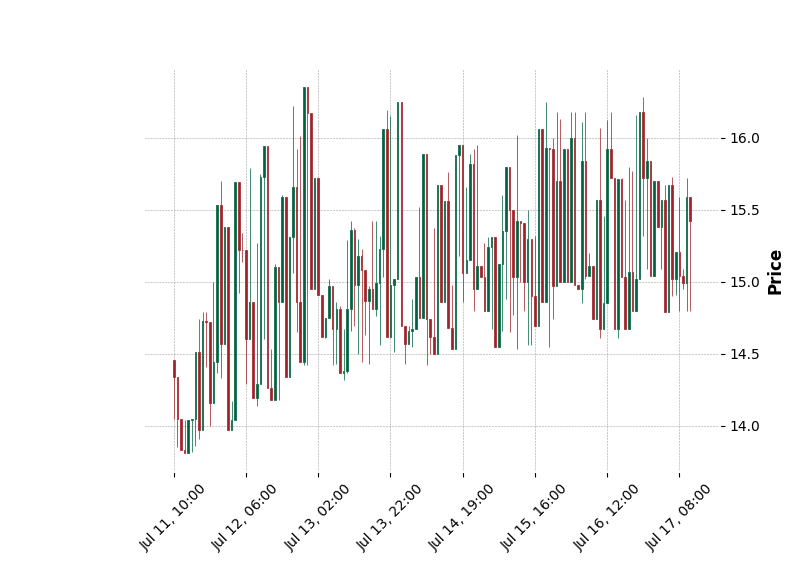 16.0
15.5
15.0
14.5
14.0
Price
Jul 11, 10:00
Jul 12, 06:00
Jul 13, 02:00
Jul 13, 22:00
Jul 14, 19:00
Jul 15, 16:00
Jul 16, 12:00
Jul 17, 08:00